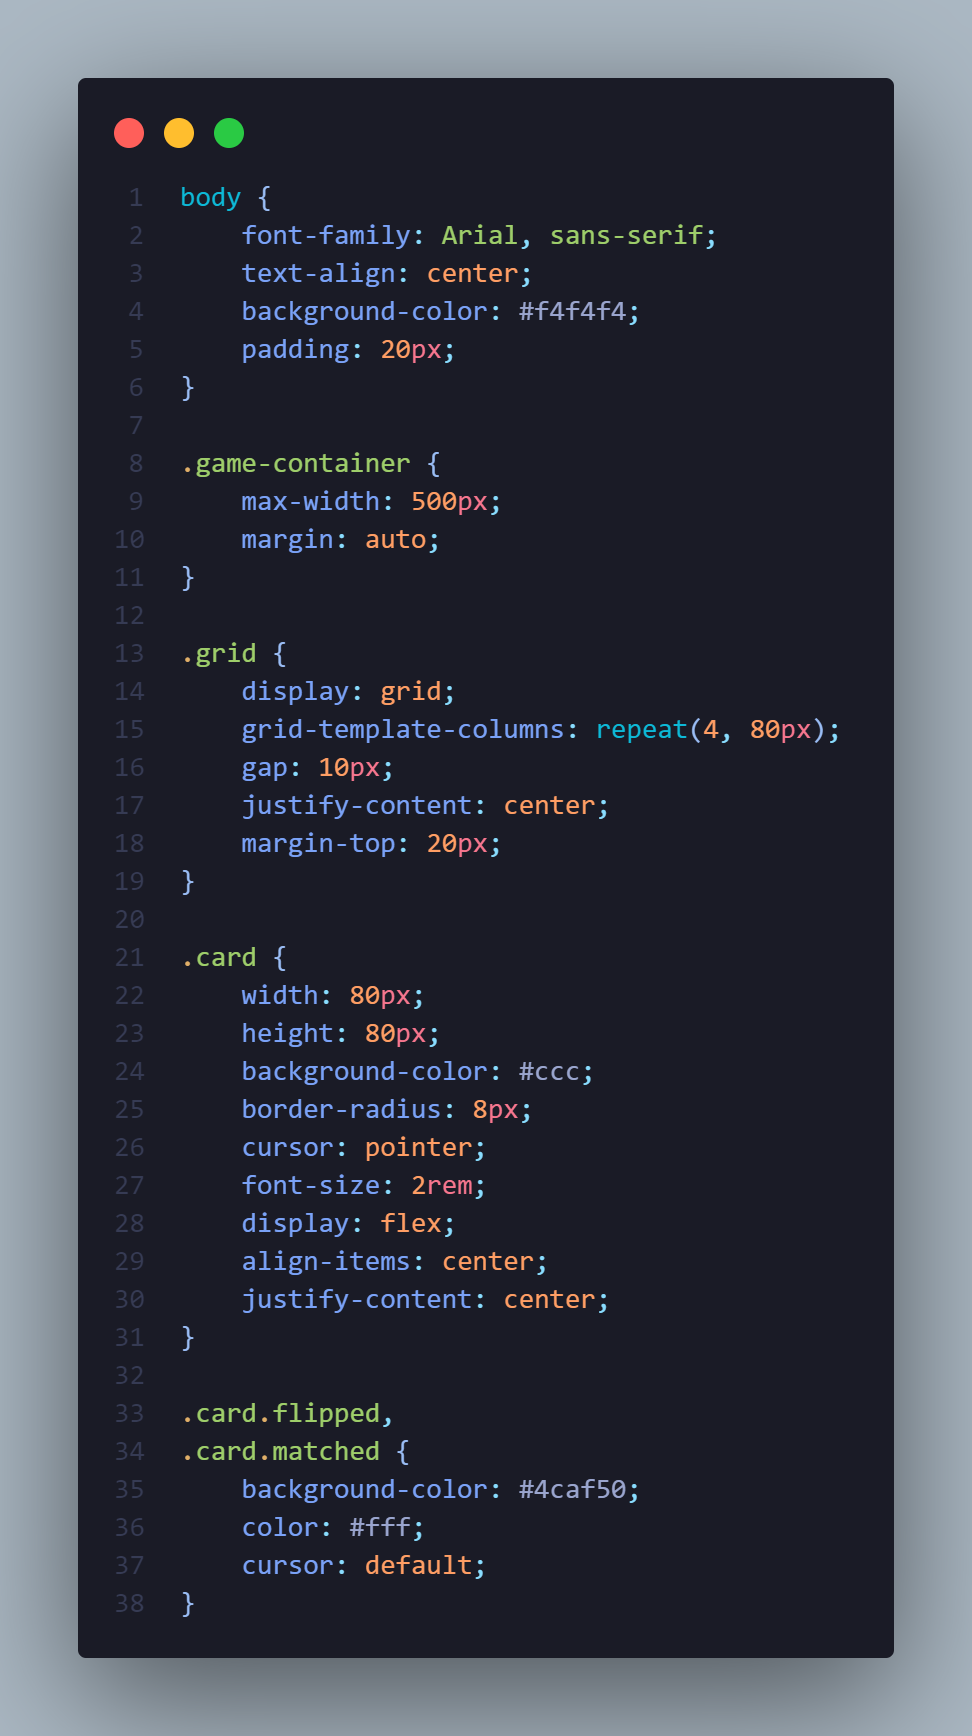 1 body {
2     font-family: Arial, sans-serif;
3     text-align: center;
4     background-color: #f4f4f4;
5     padding: 20px;
6 }
7
8 .game-container {
9     max-width: 500px;
10     margin: auto;
11 }
12
13 .grid {
14     display: grid;
15     grid-template-columns: repeat(4, 80px);
16     gap: 10px;
17     justify-content: center;
18     margin-top: 20px;
19 }
20
21 .card {
22     width: 80px;
23     height: 80px;
24     background-color: #ccc;
25     border-radius: 8px;
26     cursor: pointer;
27     font-size: 2rem;
28     display: flex;
29     align-items: center;
30     justify-content: center;
31 }
32
33 .card.flipped,
34 .card.matched {
35     background-color: #4caf50;
36     color: #fff;
37     cursor: default;
38 }